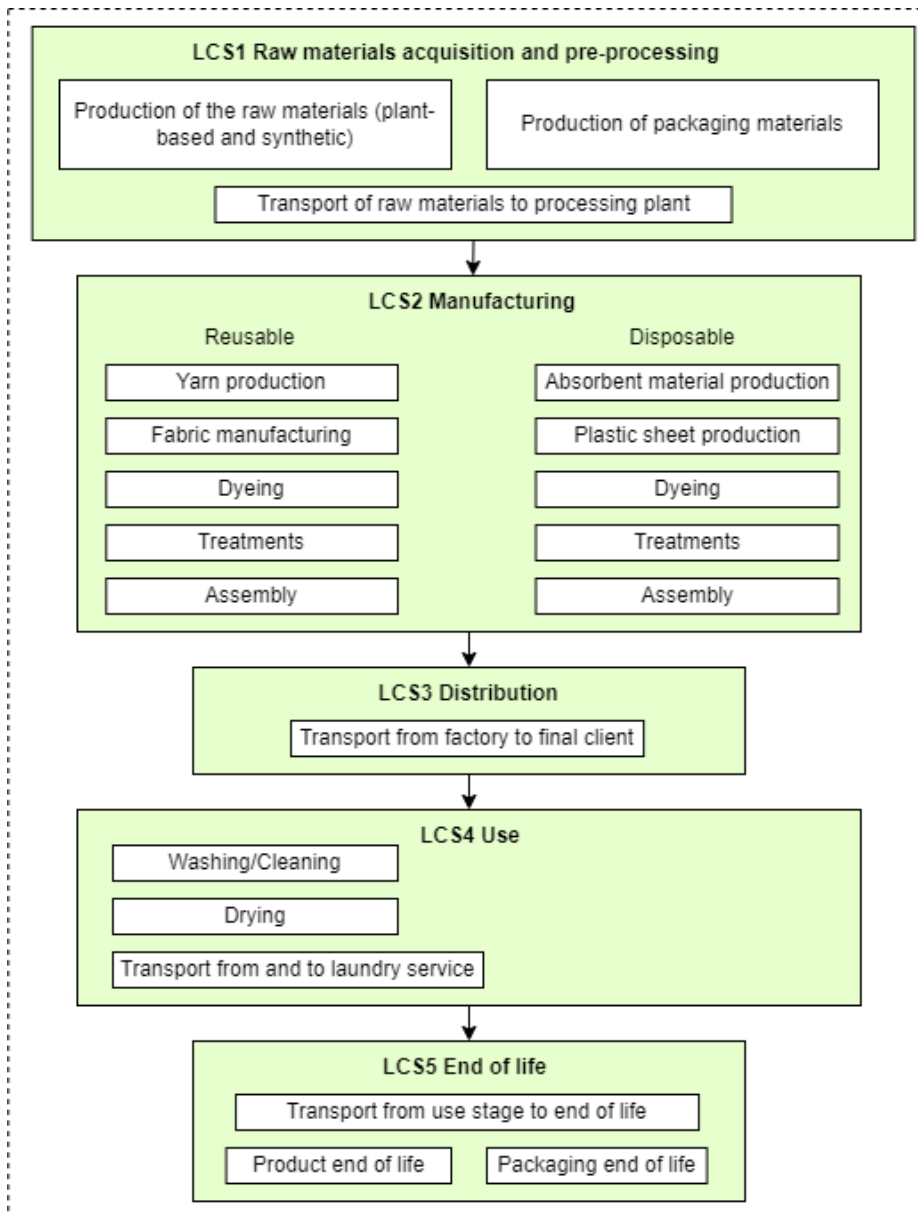 LCS1 Raw materials acquisition and pre-processing
Production of the raw materials (plant-
based and synthetic)
Production of packaging materials
Transport of raw materials to processing plant
LCS2 Manufacturing
Reusable
Disposable
Yarn production
Absorbent material production
Fabric manufacturing
Plastic sheet production
Dyeing
Dyeing
Treatments
Treatments
Assembly
Assembly
LCS3 Distribution
Transport from factory to final client
LCS4 Use
Washing/Cleaning
Drying
Transport from and to laundry service
LCS5 End of life
Transport from use stage to end of life
Product end of life
Packaging end of life